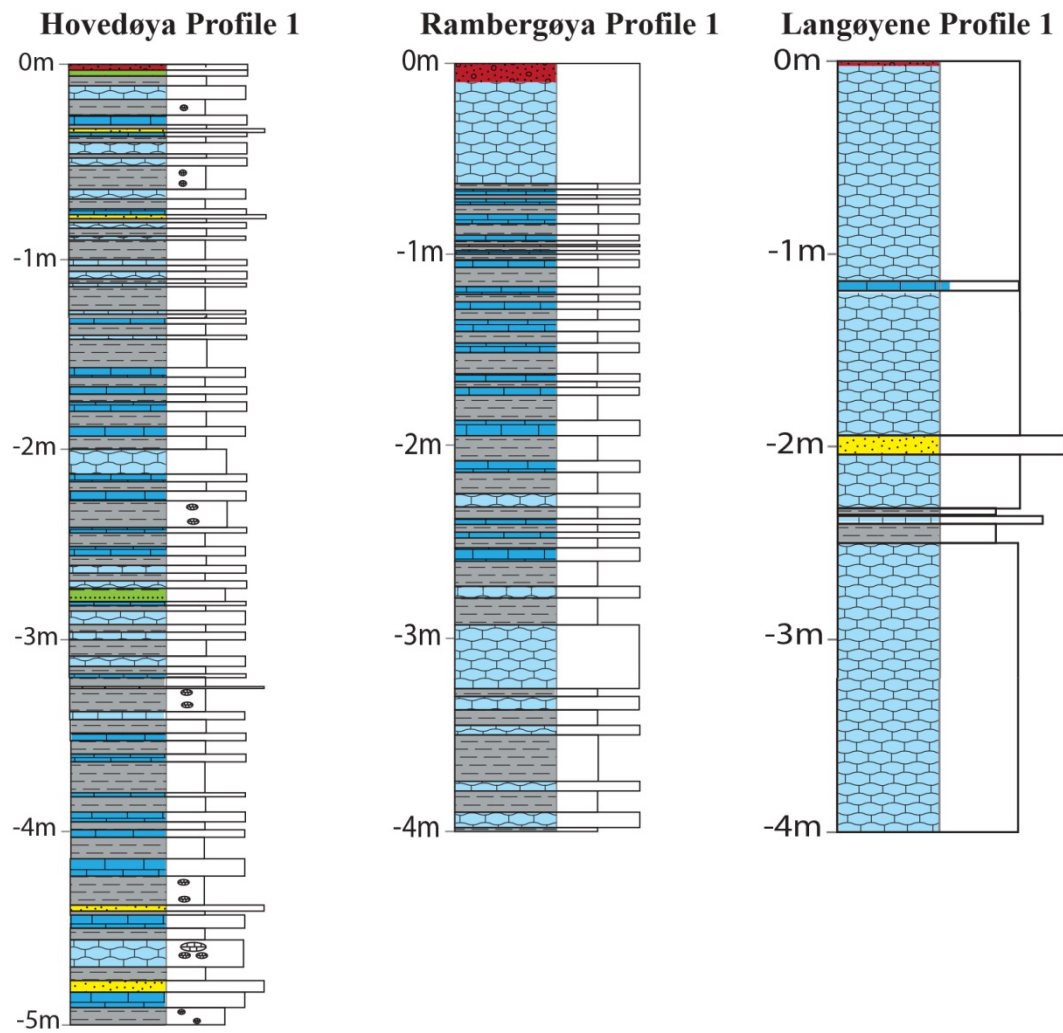 Hovedøya Profile 1
Rambergøya Profile 1
Langøyene Profile 1
0m
-1m
-2m
-3m
-4m
-5m
0m
-1m
-2m
-3m
-4m
0m
-1m
-2m
-3m
-4m